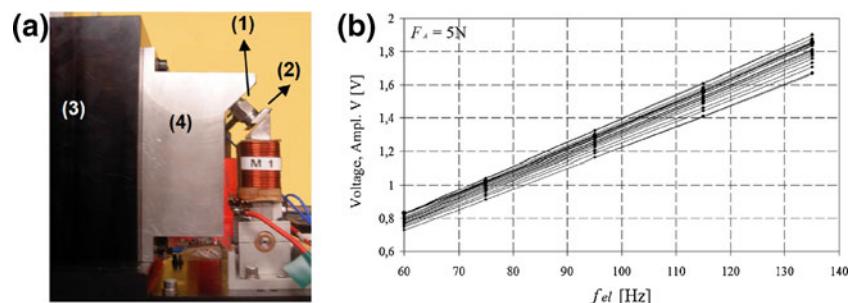 (a)
(1)
(2)
(3)
(4)
M 1
(b)
F_A = 5N
Voltage, Ampl. V [V]
2
1,8
1,6
1,4
1,2
1
0,8
0,6
60 70 80 90 100 110 120 130 140
f_el [Hz]